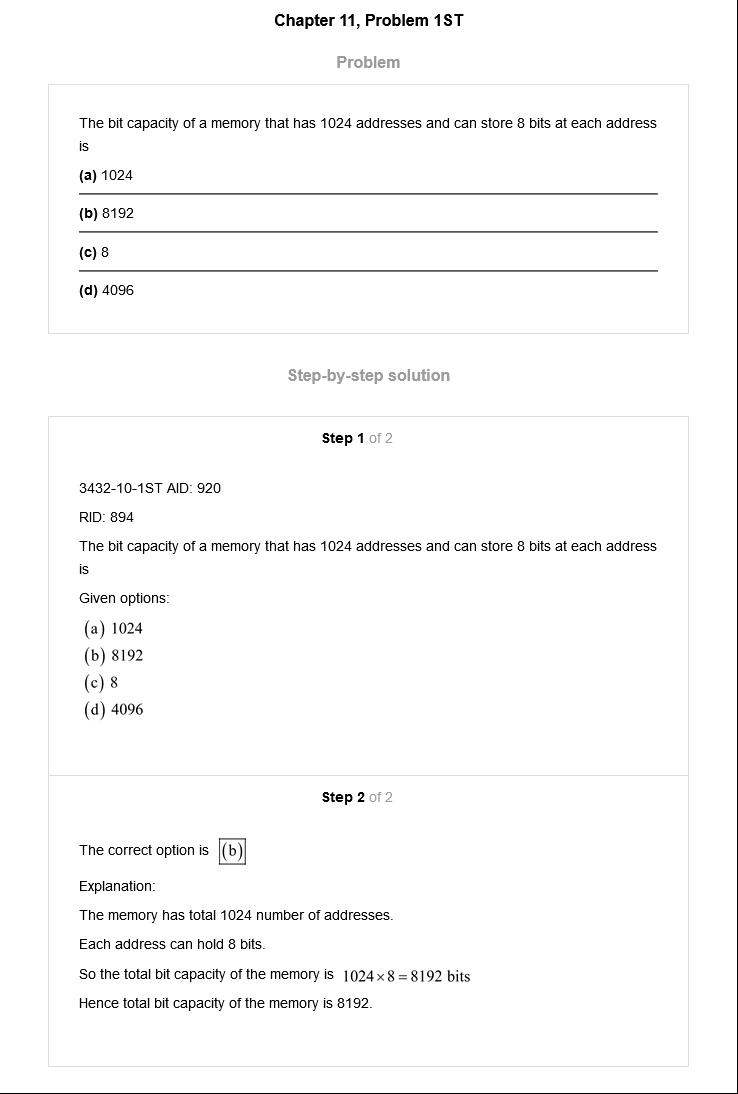 Chapter 11, Problem 1ST
Problem
The bit capacity of a memory that has 1024 addresses and can store 8 bits at each address
is
(a) 1024
(b) 8192
(c) 8
(d) 4096
Step-by-step solution
Step 1 of 2
3432-10-1ST AID: 920
RID: 894
The bit capacity of a memory that has 1024 addresses and can store 8 bits at each address
is
Given options:
(a) 1024
(b) 8192
(c) 8
(d) 4096
Step 2 of 2
The correct option is (b)
Explanation:
The memory has total 1024 number of addresses.
Each address can hold 8 bits.
So the total bit capacity of the memory is 1024×8=8192 bits
Hence total bit capacity of the memory is 8192.